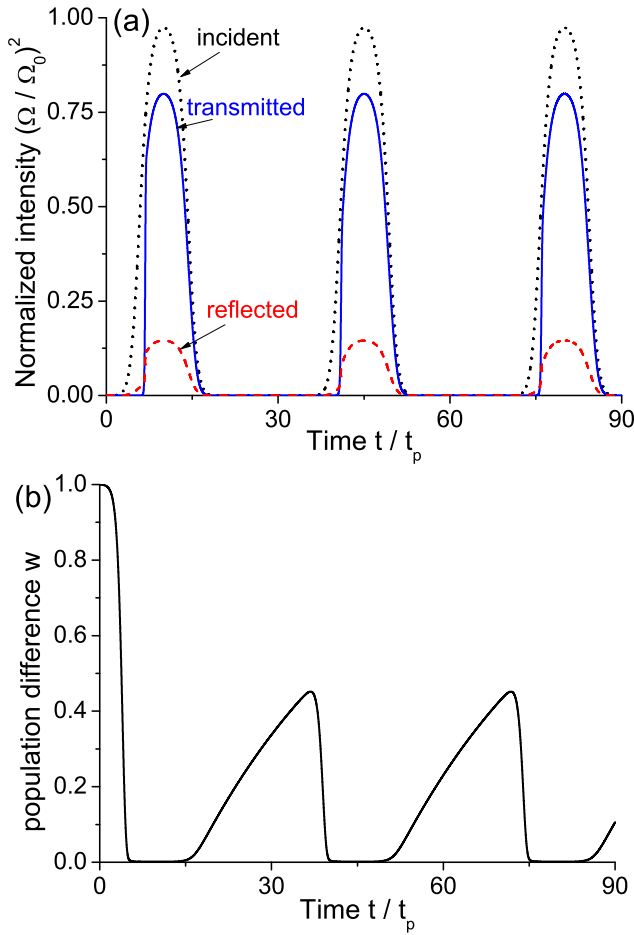 (a)
incident
transmitted
reflected
Normalized intensity (Ω / Ω₀)²
1.00
0.75
0.50
0.25
0.00
0 30 60 90
Time t / tₚ
(b)
population difference w
1.0
0.8
0.6
0.4
0.2
0.0
0 30 60 90
Time t / tₚ